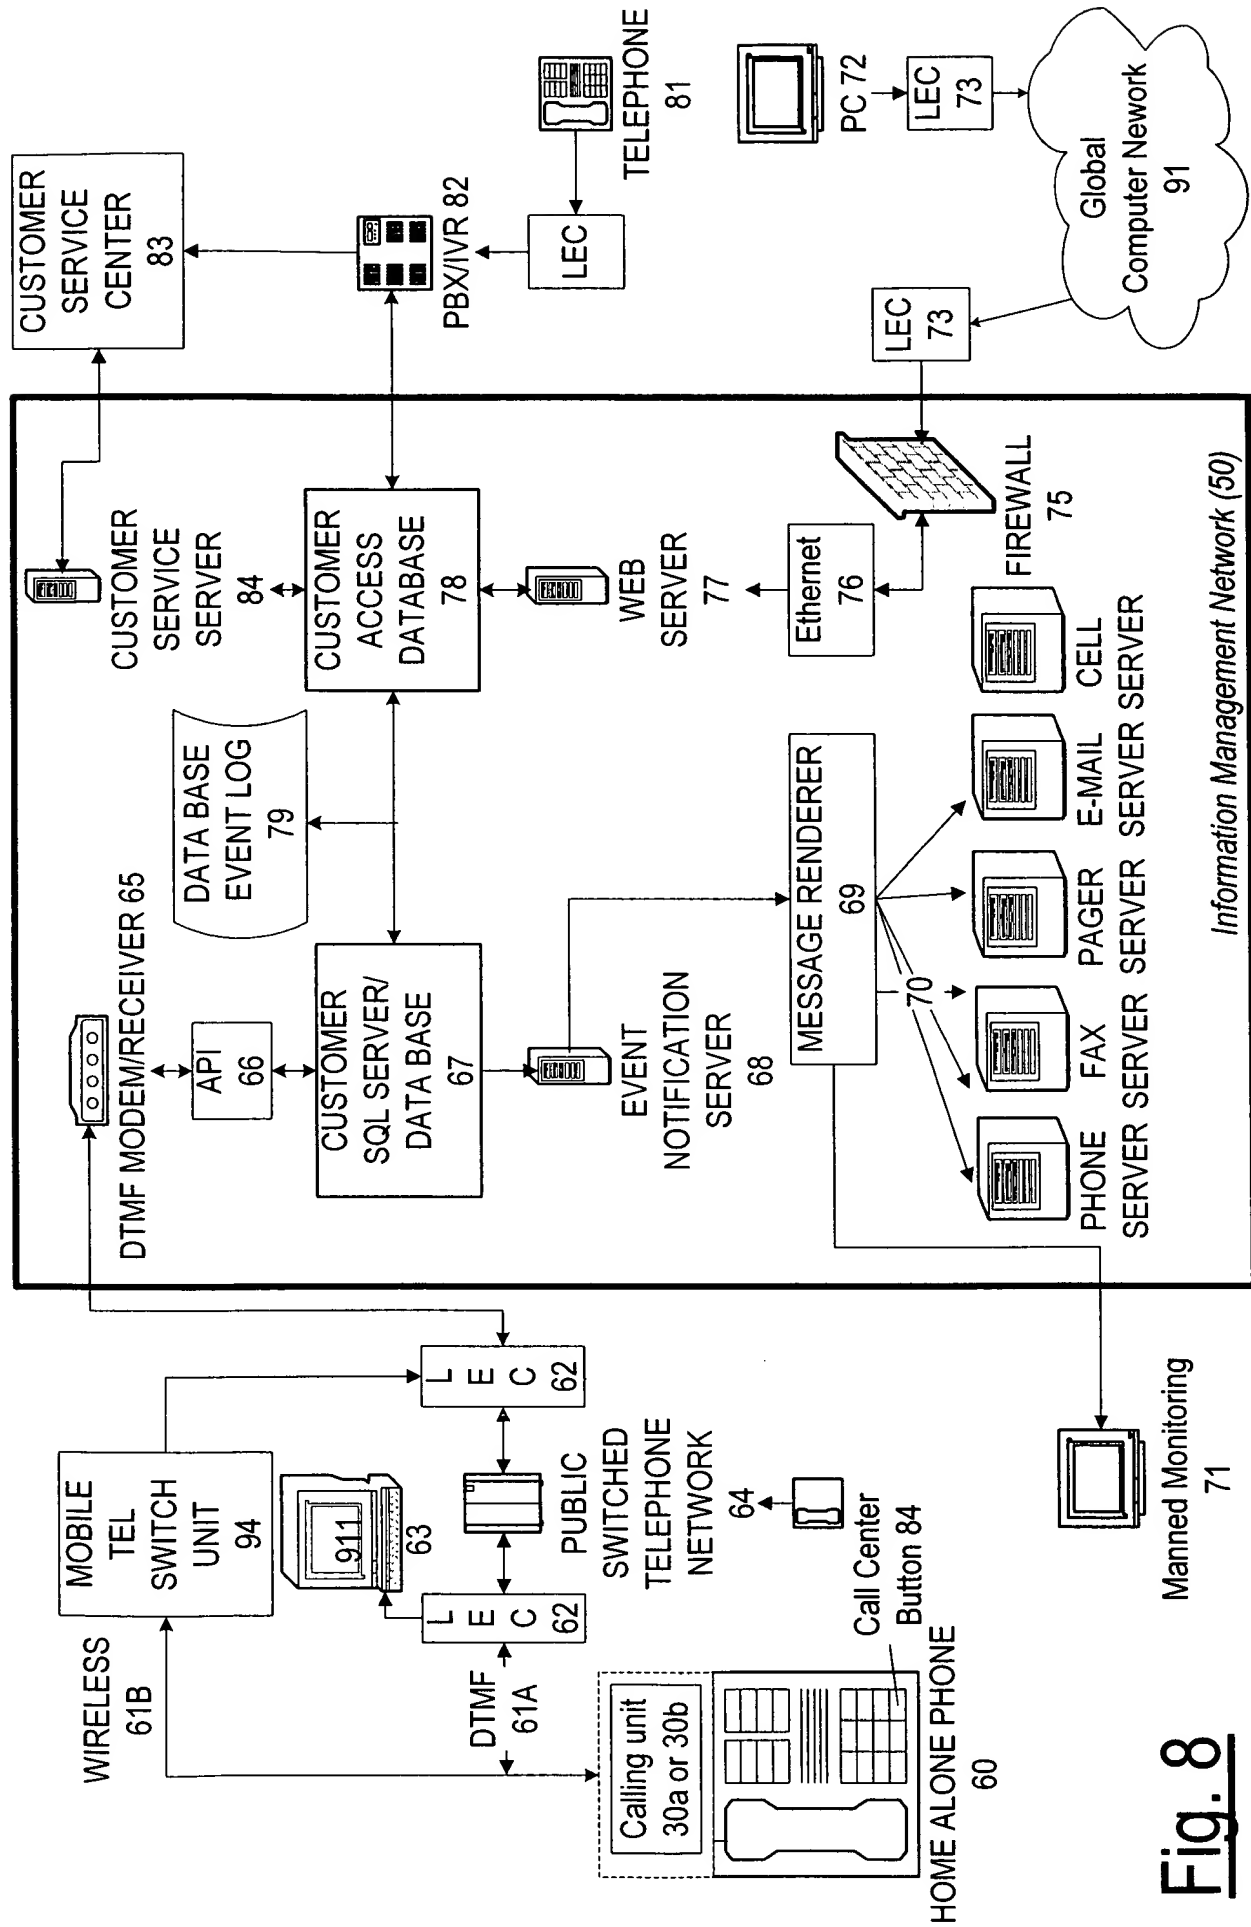 WIRELESS
61B
MOBILE
TEL
SWITCH
UNIT
94
911
63
DTMF
61A
L
E
C
62
L
E
C
62
PUBLIC
SWITCHED
TELEPHONE
NETWORK
64
Calling unit
30a or 30b
Call Center
Button 84
HOME ALONE PHONE
60
Manned Monitoring
71
DTMF MODEM/RECEIVER 65
API
66
CUSTOMER
SQL SERVER/
DATA BASE
67
DATA BASE
EVENT LOG
79
CUSTOMER
SERVICE
SERVER
84
CUSTOMER
ACCESS
DATABASE
78
EVENT
NOTIFICATION
SERVER
68
WEB
SERVER
77
MESSAGE RENDERER
69
70
Ethernet
76
FIREWALL
75
PHONE
SERVER
FAX
SERVER
PAGER
SERVER
E-MAIL
SERVER
CELL
SERVER
Information Management Network (50)
CUSTOMER
SERVICE
CENTER
83
PBX/IVR 82
LEC
TELEPHONE
81
PC 72
LEC
73
LEC
73
Global
Computer Nework
91
Fig. 8